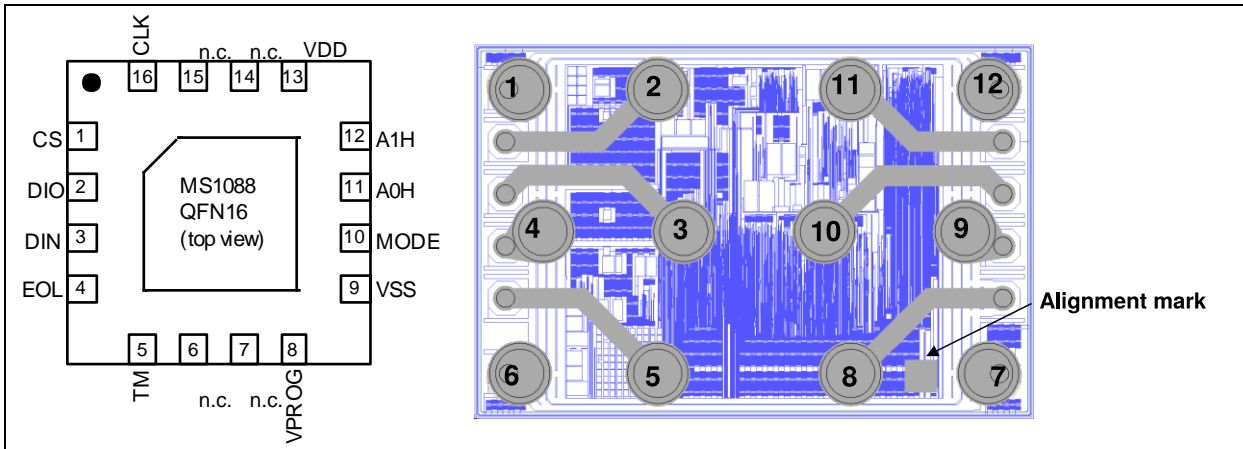 CLK
n.c.
n.c.
VDD
16
15
14
13
CS
1
DIO
2
DIN
3
EOL
4
MS1088
QFN16
(top view)
12
A1H
11
A0H
10
MODE
9
VSS
5
6
7
8
TM
n.c.
n.c.
VPROG
1
2
11
12
4
3
10
9
Alignment mark
6
5
8
7